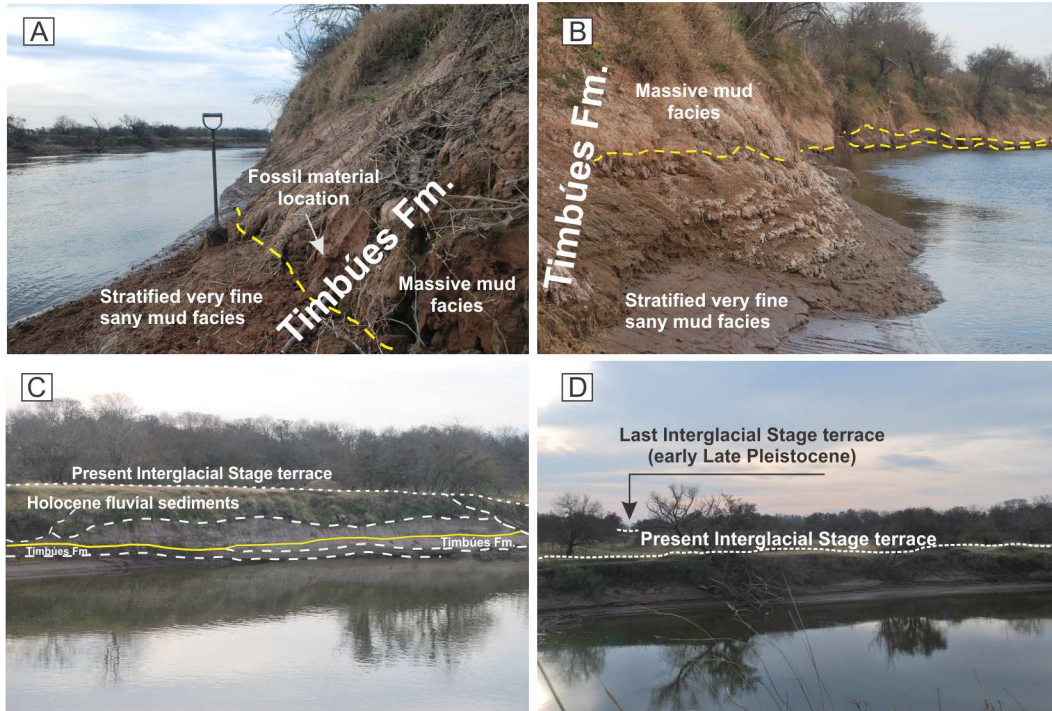 A
Fossil material
location
Timbúes Fm.
Stratified very fine
sany mud facies
Massive mud
facies
B
Timbúes Fm.
Massive mud
facies
Stratified very fine
sany mud facies
C
Present Interglacial Stage terrace
Holocene fluvial sediments
Timbúes Fm.
Timbúes Fm.
D
Last Interglacial Stage terrace
(early Late Pleistocene)
Present Interglacial Stage terrace